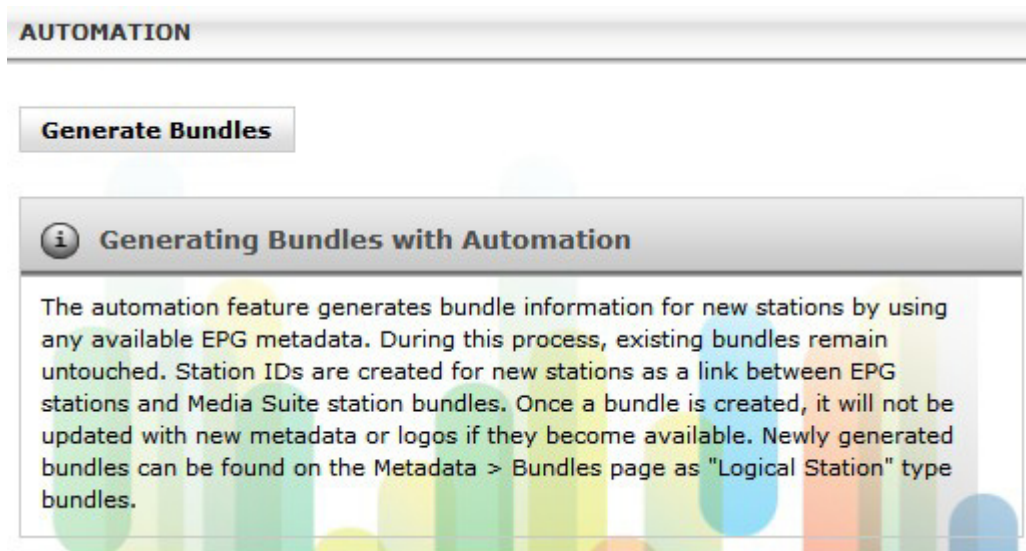 AUTOMATION
Generate Bundles
i Generating Bundles with Automation
The automation feature generates bundle information for new stations by using
any available EPG metadata. During this process, existing bundles remain
untouched. Station IDs are created for new stations as a link between EPG
stations and Media Suite station bundles. Once a bundle is created, it will not be
updated with new metadata or logos if they become available. Newly generated
bundles can be found on the Metadata > Bundles page as "Logical Station" type
bundles.